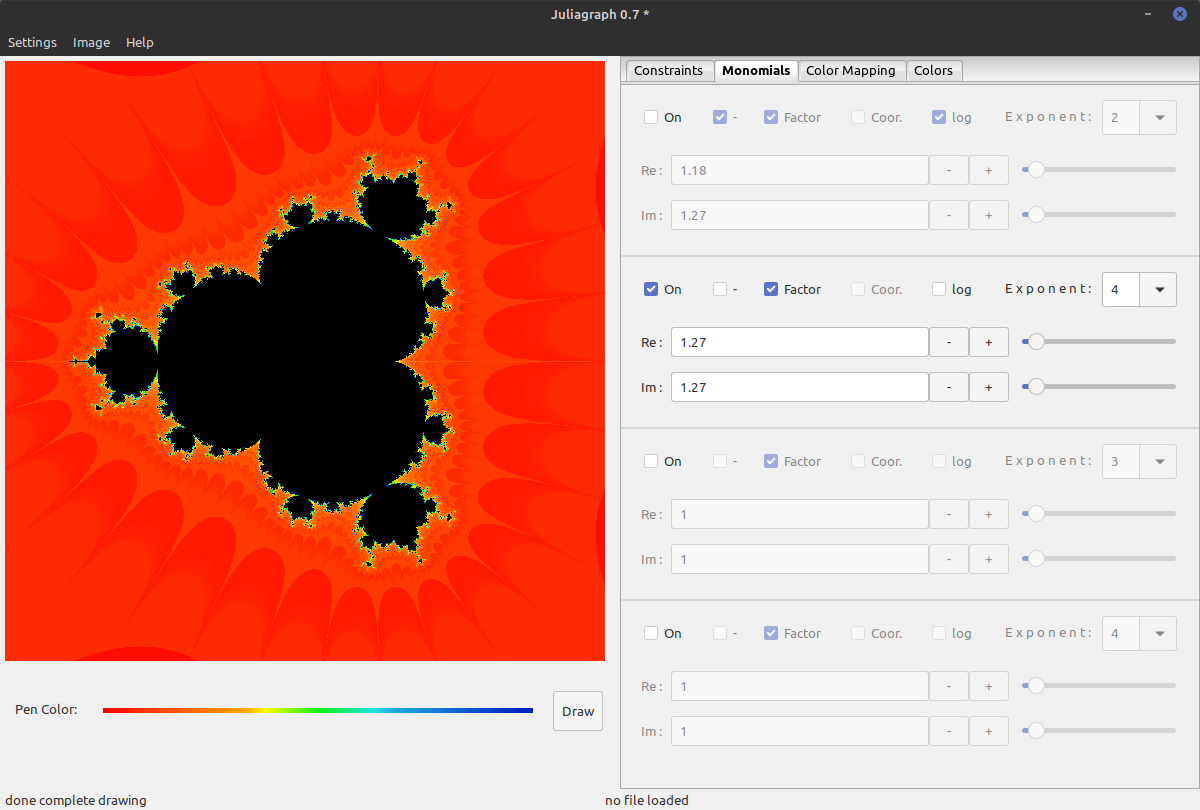 Juliagraph 0.7 *
Settings Image Help
Constraints Monomials Color Mapping Colors
On - Factor Coor. log Exponent: 2
Re: 1.18 - +
Im: 1.27 - +
On - Factor Coor. log Exponent: 4
Re: 1.27 - +
Im: 1.27 - +
On - Factor Coor. log Exponent: 3
Re: 1 - +
Im: 1 - +
On - Factor Coor. log Exponent: 4
Re: 1 - +
Im: 1 - +
Pen Color: Draw
done complete drawing no file loaded